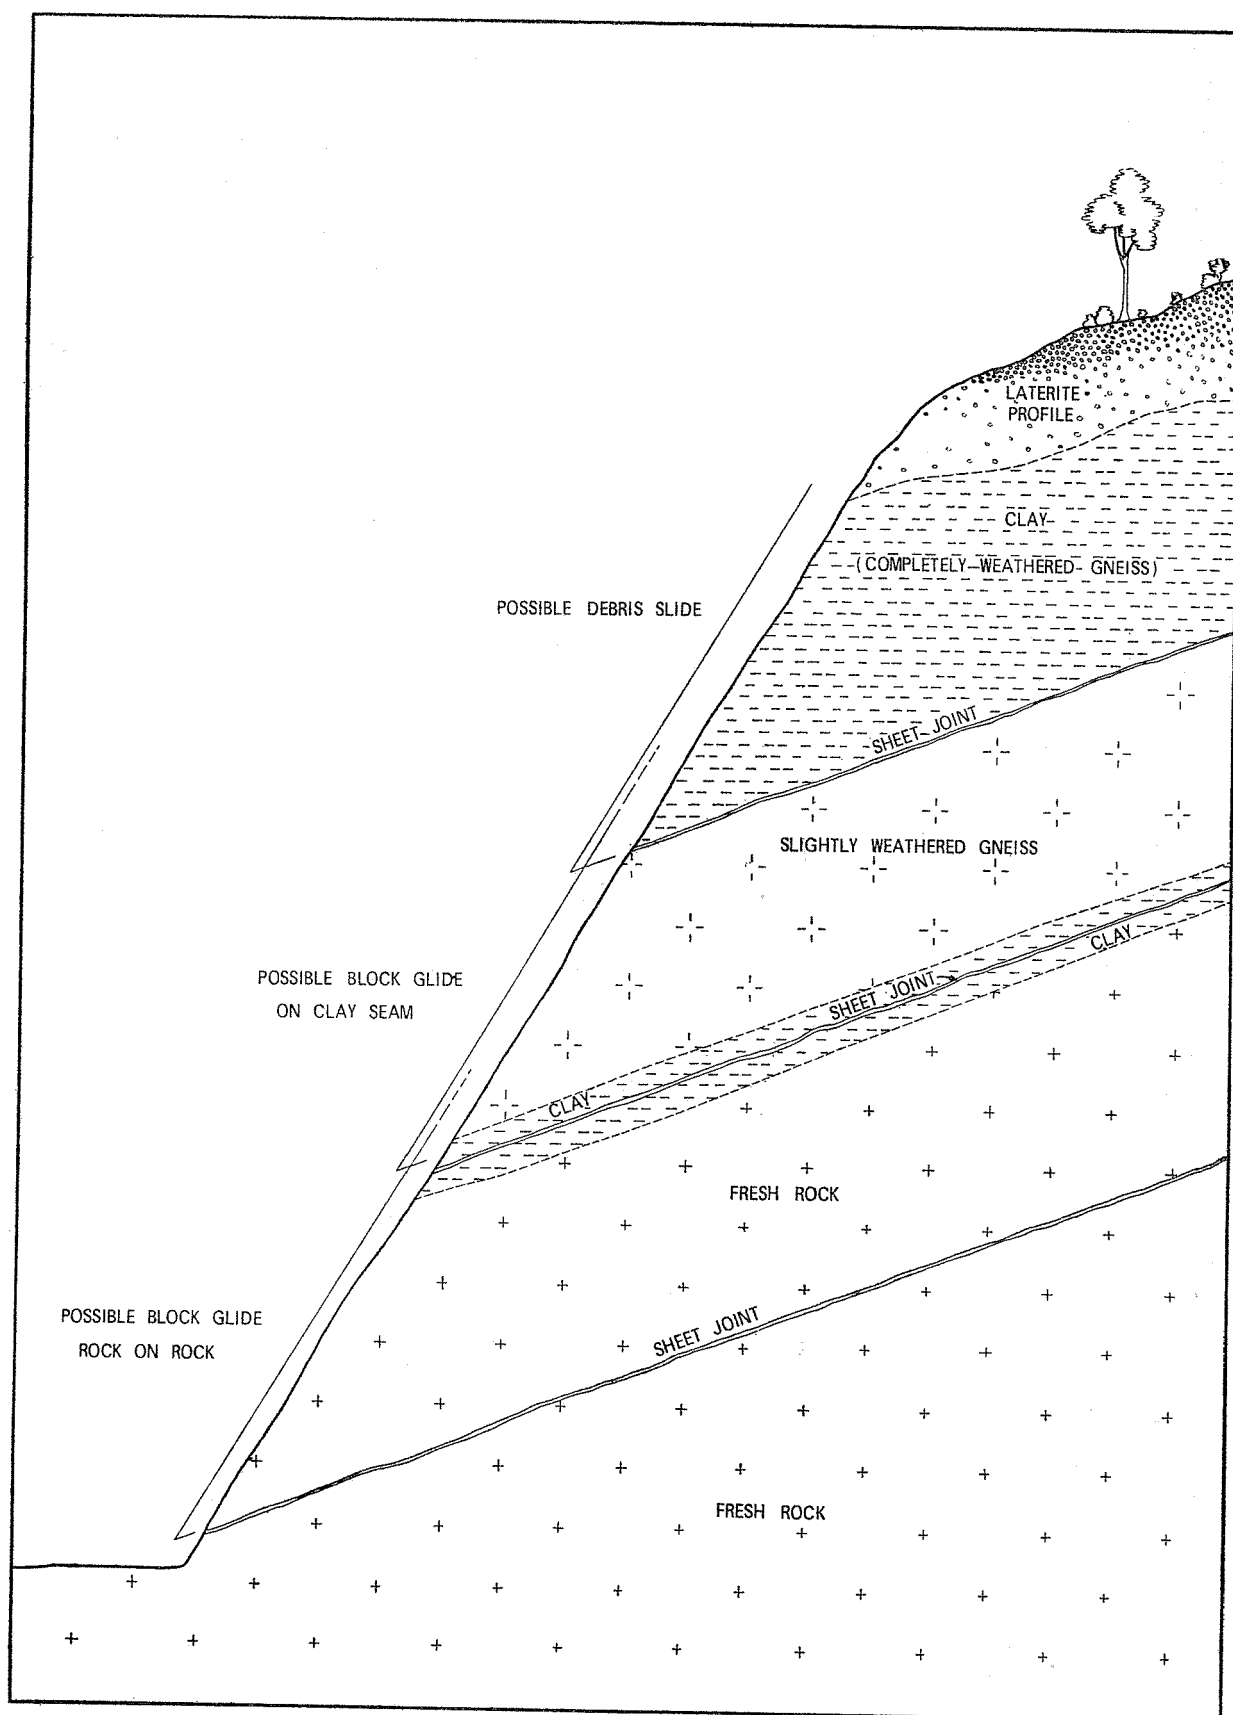 LATERITE
PROFILE
CLAY
(COMPLETELY WEATHERED GNEISS)
POSSIBLE DEBRIS SLIDE
SHEET JOINT
SLIGHTLY WEATHERED GNEISS
CLAY
SHEET JOINT
POSSIBLE BLOCK GLIDE
ON CLAY SEAM
CLAY
FRESH ROCK
POSSIBLE BLOCK GLIDE
ROCK ON ROCK
SHEET JOINT
FRESH ROCK